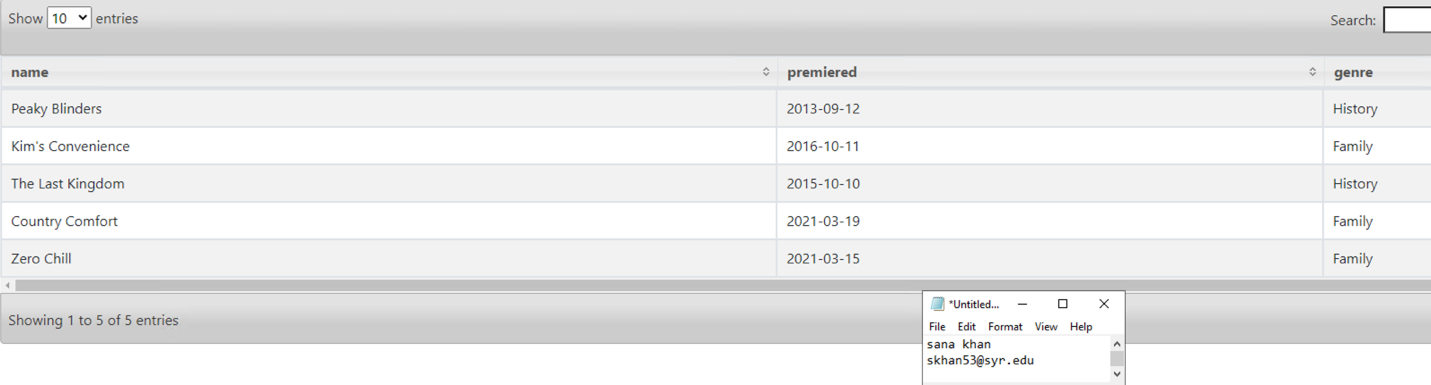 Show 10 entries Search:
name premiered genre
Peaky Blinders 2013-09-12 History
Kim's Convenience 2016-10-11 Family
The Last Kingdom 2015-10-10 History
Country Comfort 2021-03-19 Family
Zero Chill 2021-03-15 Family
Showing 1 to 5 of 5 entries
*Untitled...
File Edit Format View Help
sana khan
skhan53@syr.edu